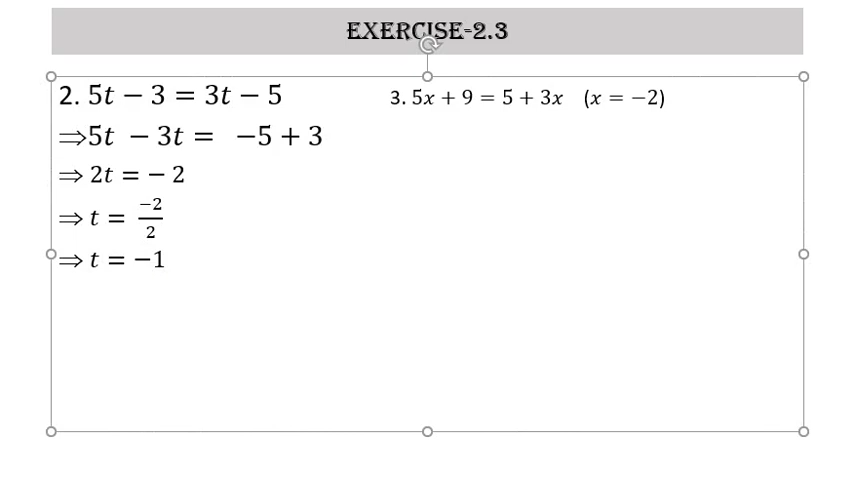 EXERCISE-2.3
2. 5t − 3 = 3t − 5
⟹5t − 3t = −5 + 3
⟹ 2t = − 2
⟹ t = −2/2
⟹ t = −1
3. 5x + 9 = 5 + 3x (x = −2)